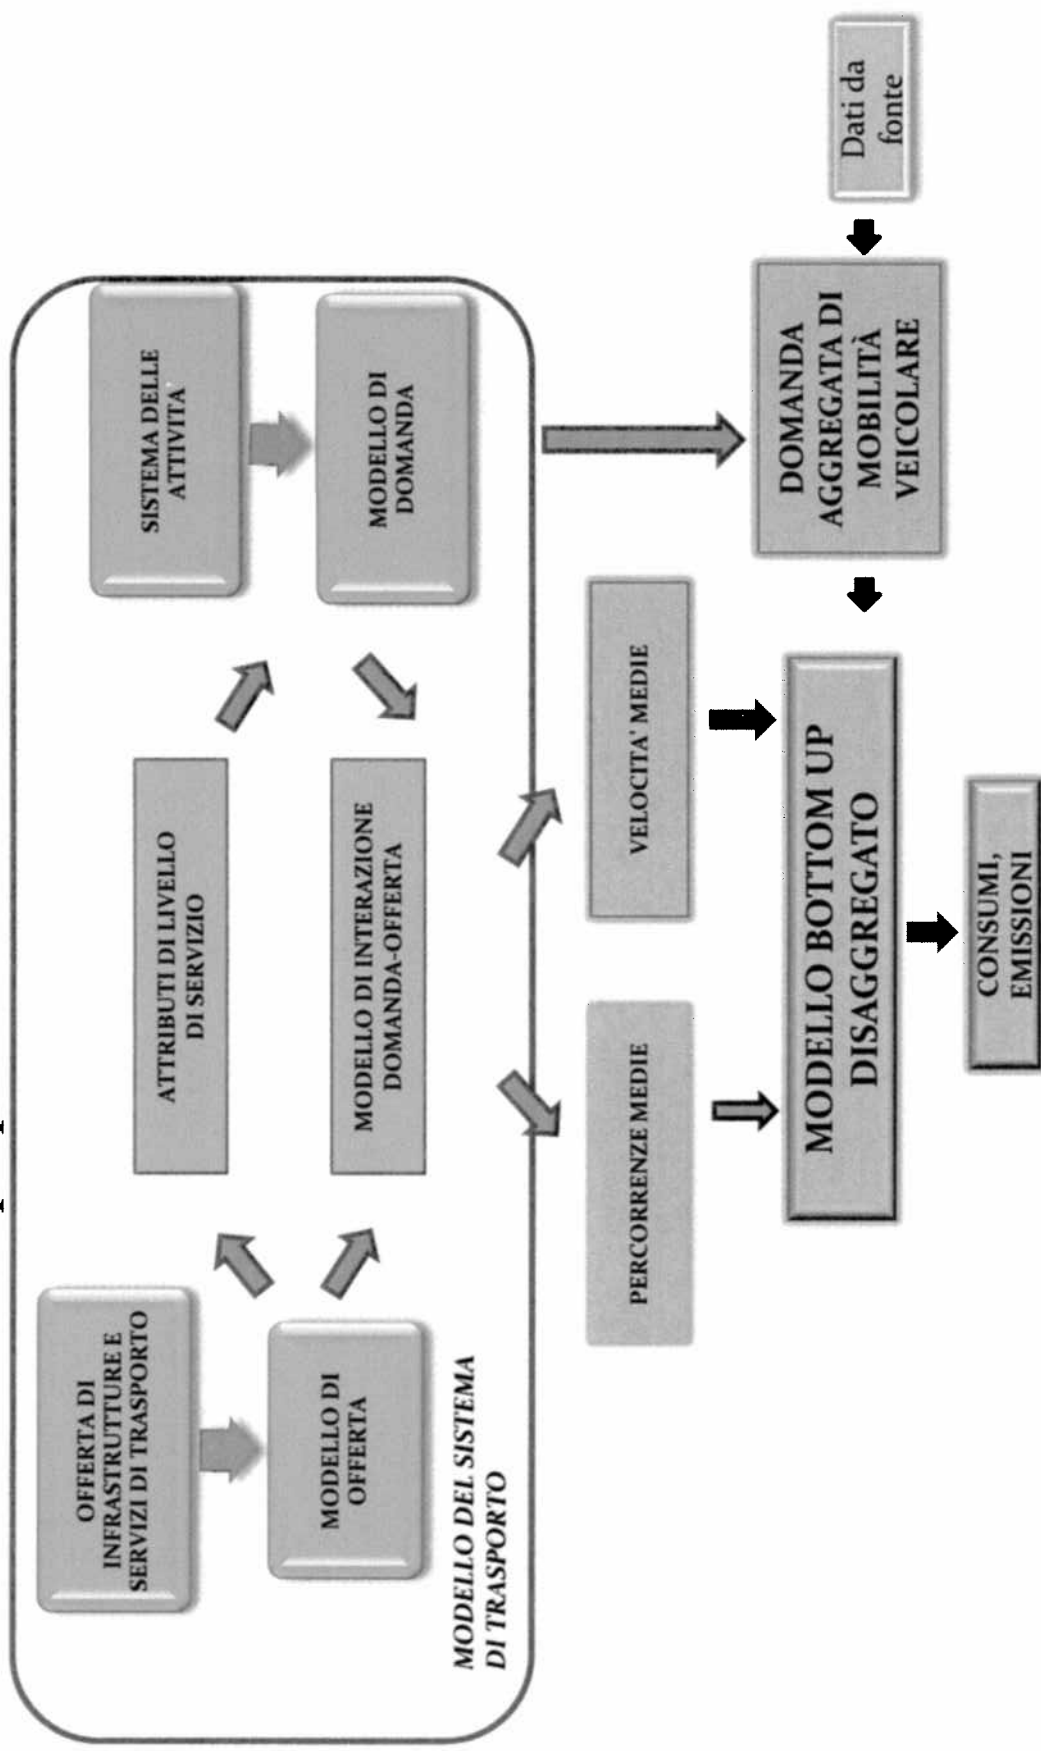 OFFERTA DI
INFRASTRUTTURE E
SERVIZI DI TRASPORTO
MODELLO DI
OFFERTA
MODELLO DEL SISTEMA
DI TRASPORTO
ATTRIBUTI DI LIVELLO
DI SERVIZIO
MODELLO DI INTERAZIONE
DOMANDA-OFFERTA
SISTEMA DELLE
ATTIVITA'
MODELLO DI
DOMANDA
PERCORRENZE MEDIE
VELOCITA' MEDIE
DOMANDA
AGGREGATA DI
MOBILITÀ
VEICOLARE
Dati da
fonte
MODELLO BOTTOM UP
DISAGGREGATO
CONSUMI,
EMISSIONI